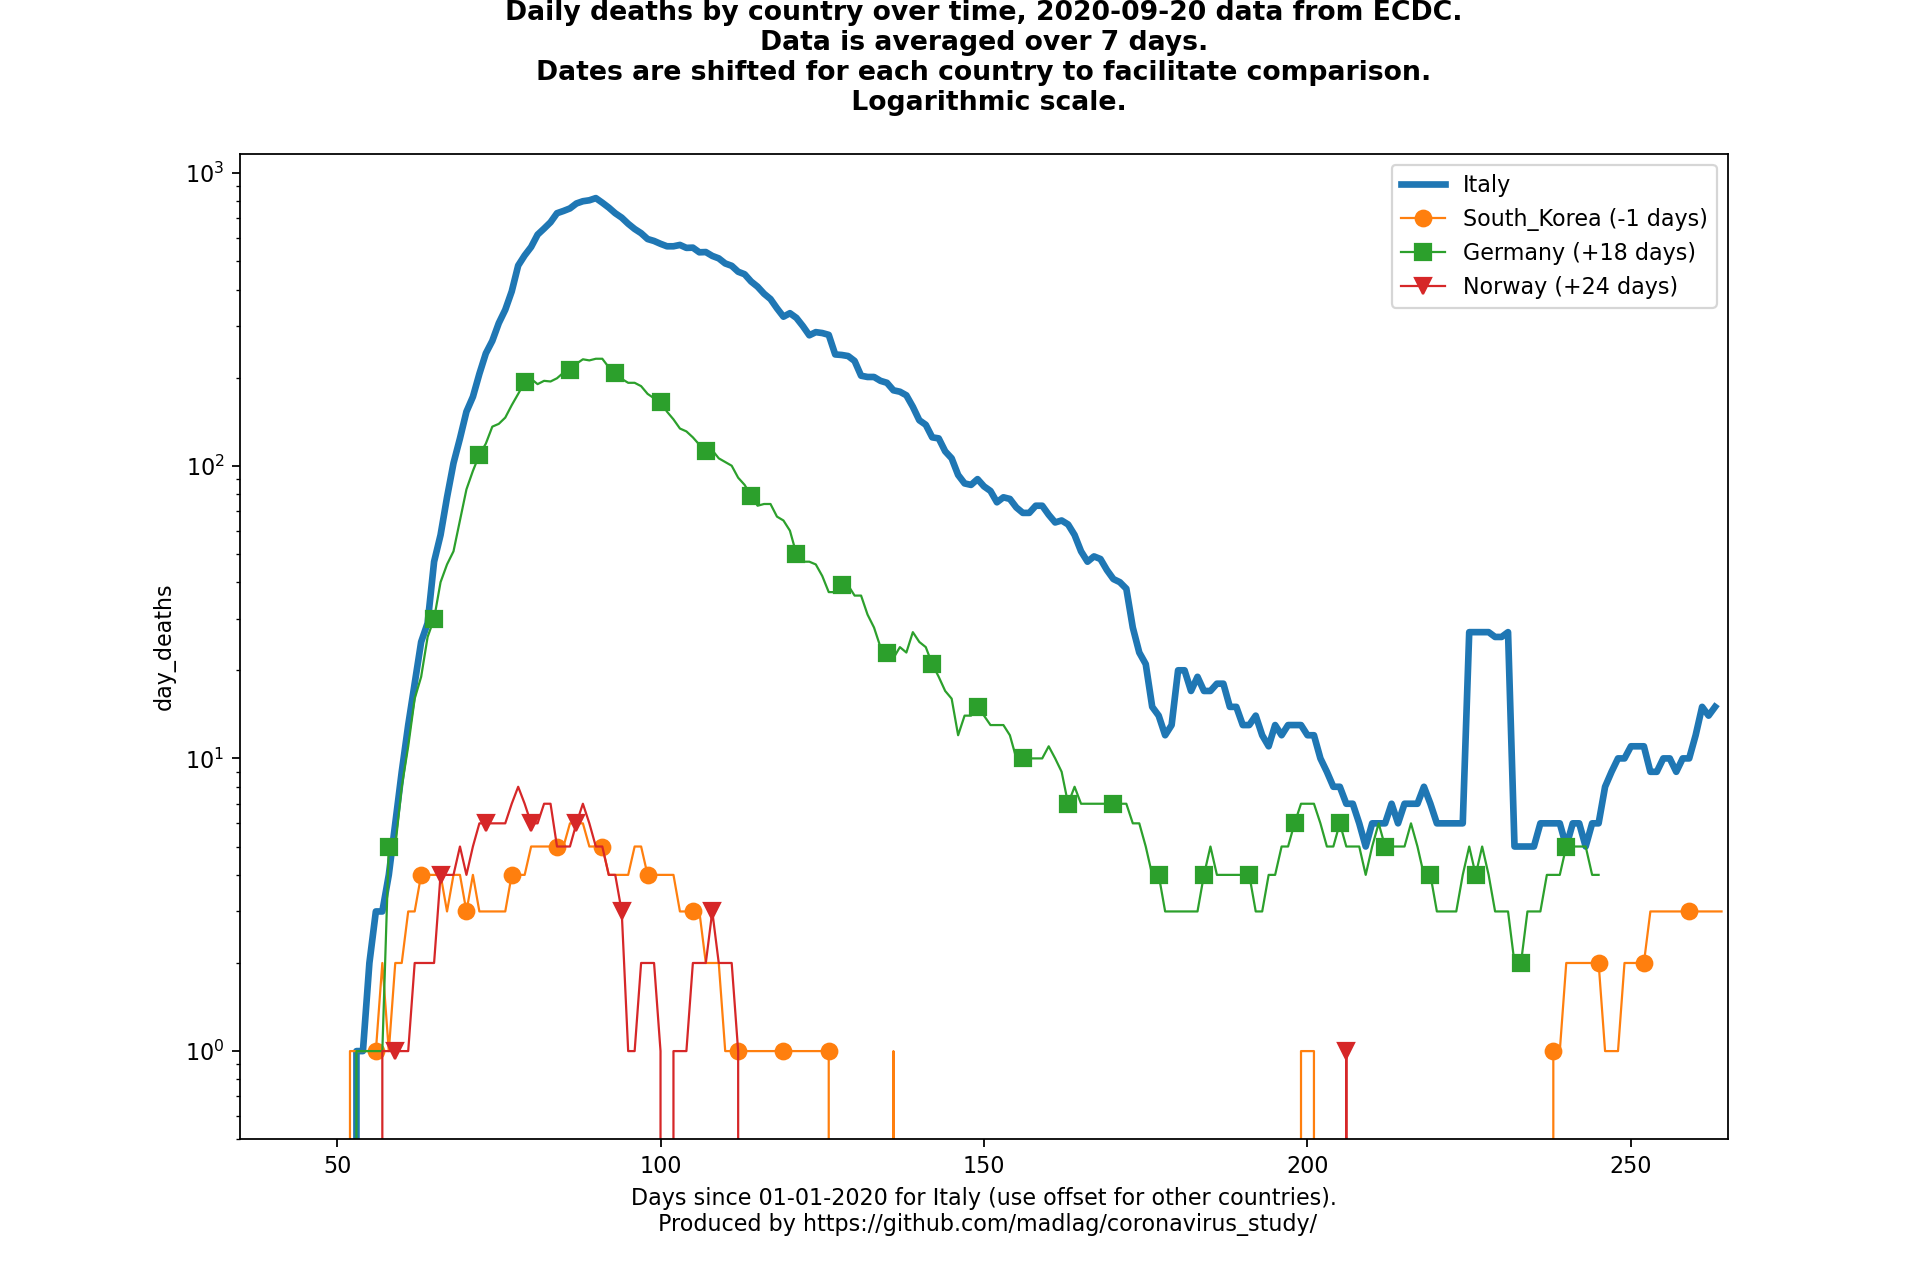 Daily deaths by country over time, 2020-09-20 data from ECDC.
Data is averaged over 7 days.
Dates are shifted for each country to facilitate comparison.
Logarithmic scale.
10³
10²
10¹
10⁰
day_deaths
Italy
South_Korea (-1 days)
Germany (+18 days)
Norway (+24 days)
50
100
150
200
250
Days since 01-01-2020 for Italy (use offset for other countries).
Produced by https://github.com/madlag/coronavirus_study/